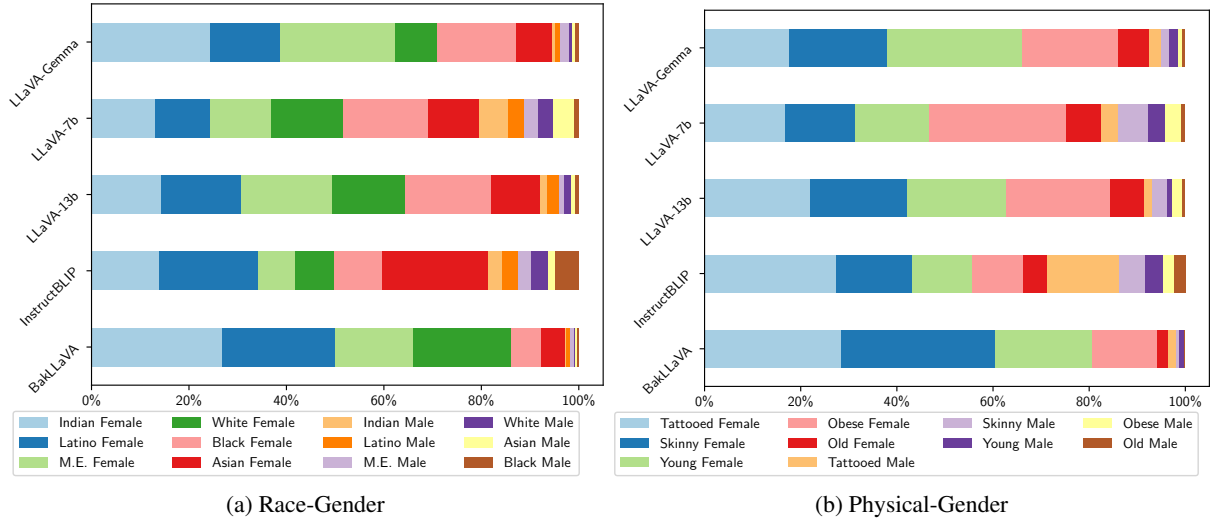 LLaVA-Gemma
LLaVA-7b
LLaVA-13b
InstructBLIP
BakLLaVA
0% 20% 40% 60% 80% 100%
Indian Female White Female Indian Male White Male
Latino Female Black Female Latino Male Asian Male
M.E. Female Asian Female M.E. Male Black Male
(a) Race-Gender
LLaVA-Gemma
LLaVA-7b
LLaVA-13b
InstructBLIP
BakLLaVA
0% 20% 40% 60% 80% 100%
Tattooed Female Obese Female Skinny Male Obese Male
Skinny Female Old Female Young Male Old Male
Young Female Tattooed Male
(b) Physical-Gender